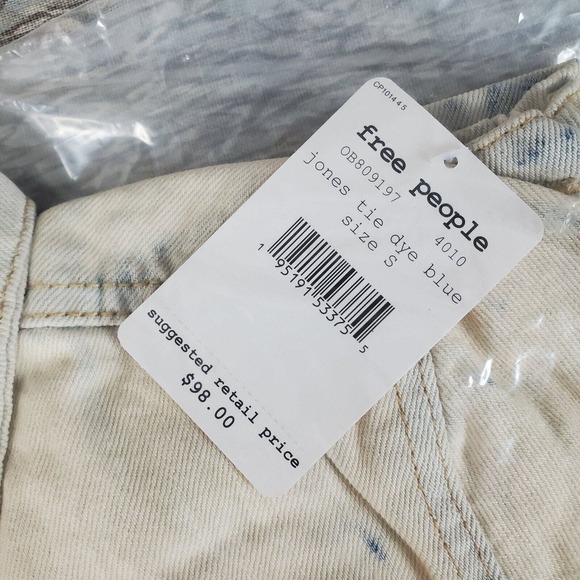 CP101445
free people
OB809197 4010
jones tie dye blue
size S
1 95191 53375 5
suggested retail price
$98.00